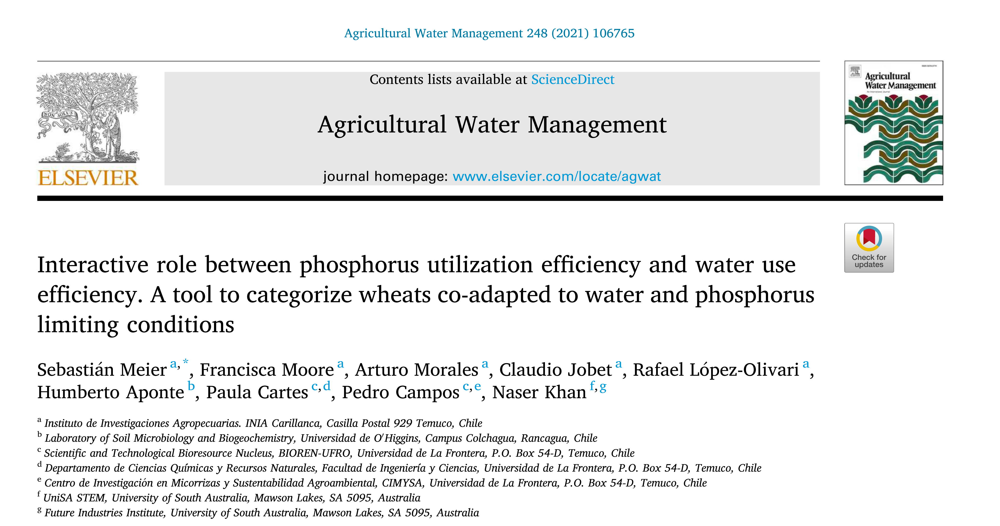 Agricultural Water Management 248 (2021) 106765
Contents lists available at ScienceDirect
Agricultural Water Management
journal homepage: www.elsevier.com/locate/agwat
NON SOLUS
ELSEVIER
ISSN 0378-3774
ELSEVIER
Agricultural
Water Management
An International Journal
Check for
updates
Interactive role between phosphorus utilization efficiency and water use
efficiency. A tool to categorize wheats co-adapted to water and phosphorus
limiting conditions
Sebastián Meier a,*, Francisca Moore a, Arturo Morales a, Claudio Jobet a, Rafael López-Olivari a,
Humberto Aponte b, Paula Cartes c,d, Pedro Campos c,e, Naser Khan f,g
a Instituto de Investigaciones Agropecuarias. INIA Carillanca, Casilla Postal 929 Temuco, Chile
b Laboratory of Soil Microbiology and Biogeochemistry, Universidad de O′Higgins, Campus Colchagua, Rancagua, Chile
c Scientific and Technological Bioresource Nucleus, BIOREN-UFRO, Universidad de La Frontera, P.O. Box 54-D, Temuco, Chile
d Departamento de Ciencias Químicas y Recursos Naturales, Facultad de Ingeniería y Ciencias, Universidad de La Frontera, P.O. Box 54-D, Temuco, Chile
e Centro de Investigación en Micorrizas y Sustentabilidad Agroambiental, CIMYSA, Universidad de La Frontera, P.O. Box 54-D, Temuco, Chile
f UniSA STEM, University of South Australia, Mawson Lakes, SA 5095, Australia
g Future Industries Institute, University of South Australia, Mawson Lakes, SA 5095, Australia